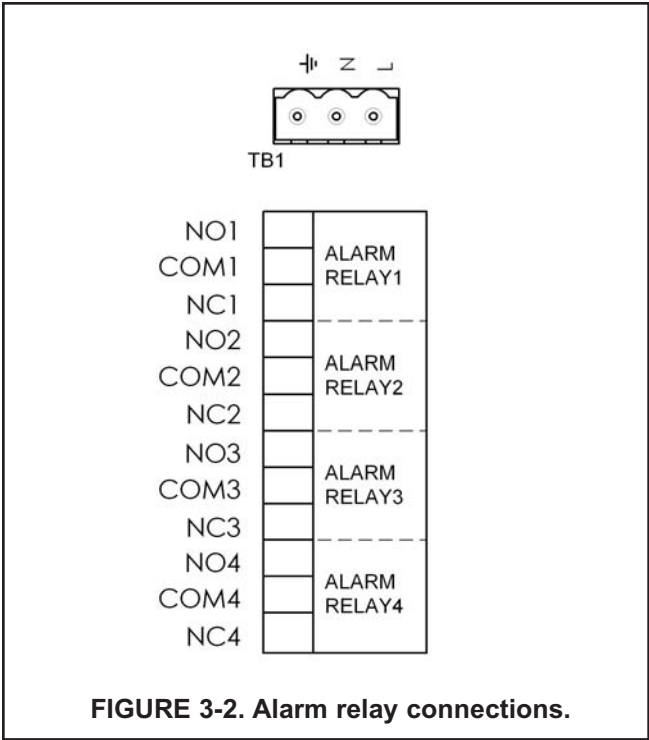 N L
TB1
NO1
COM1
NC1
ALARM
RELAY1
NO2
COM2
NC2
ALARM
RELAY2
NO3
COM3
NC3
ALARM
RELAY3
NO4
COM4
NC4
ALARM
RELAY4
FIGURE 3-2. Alarm relay connections.